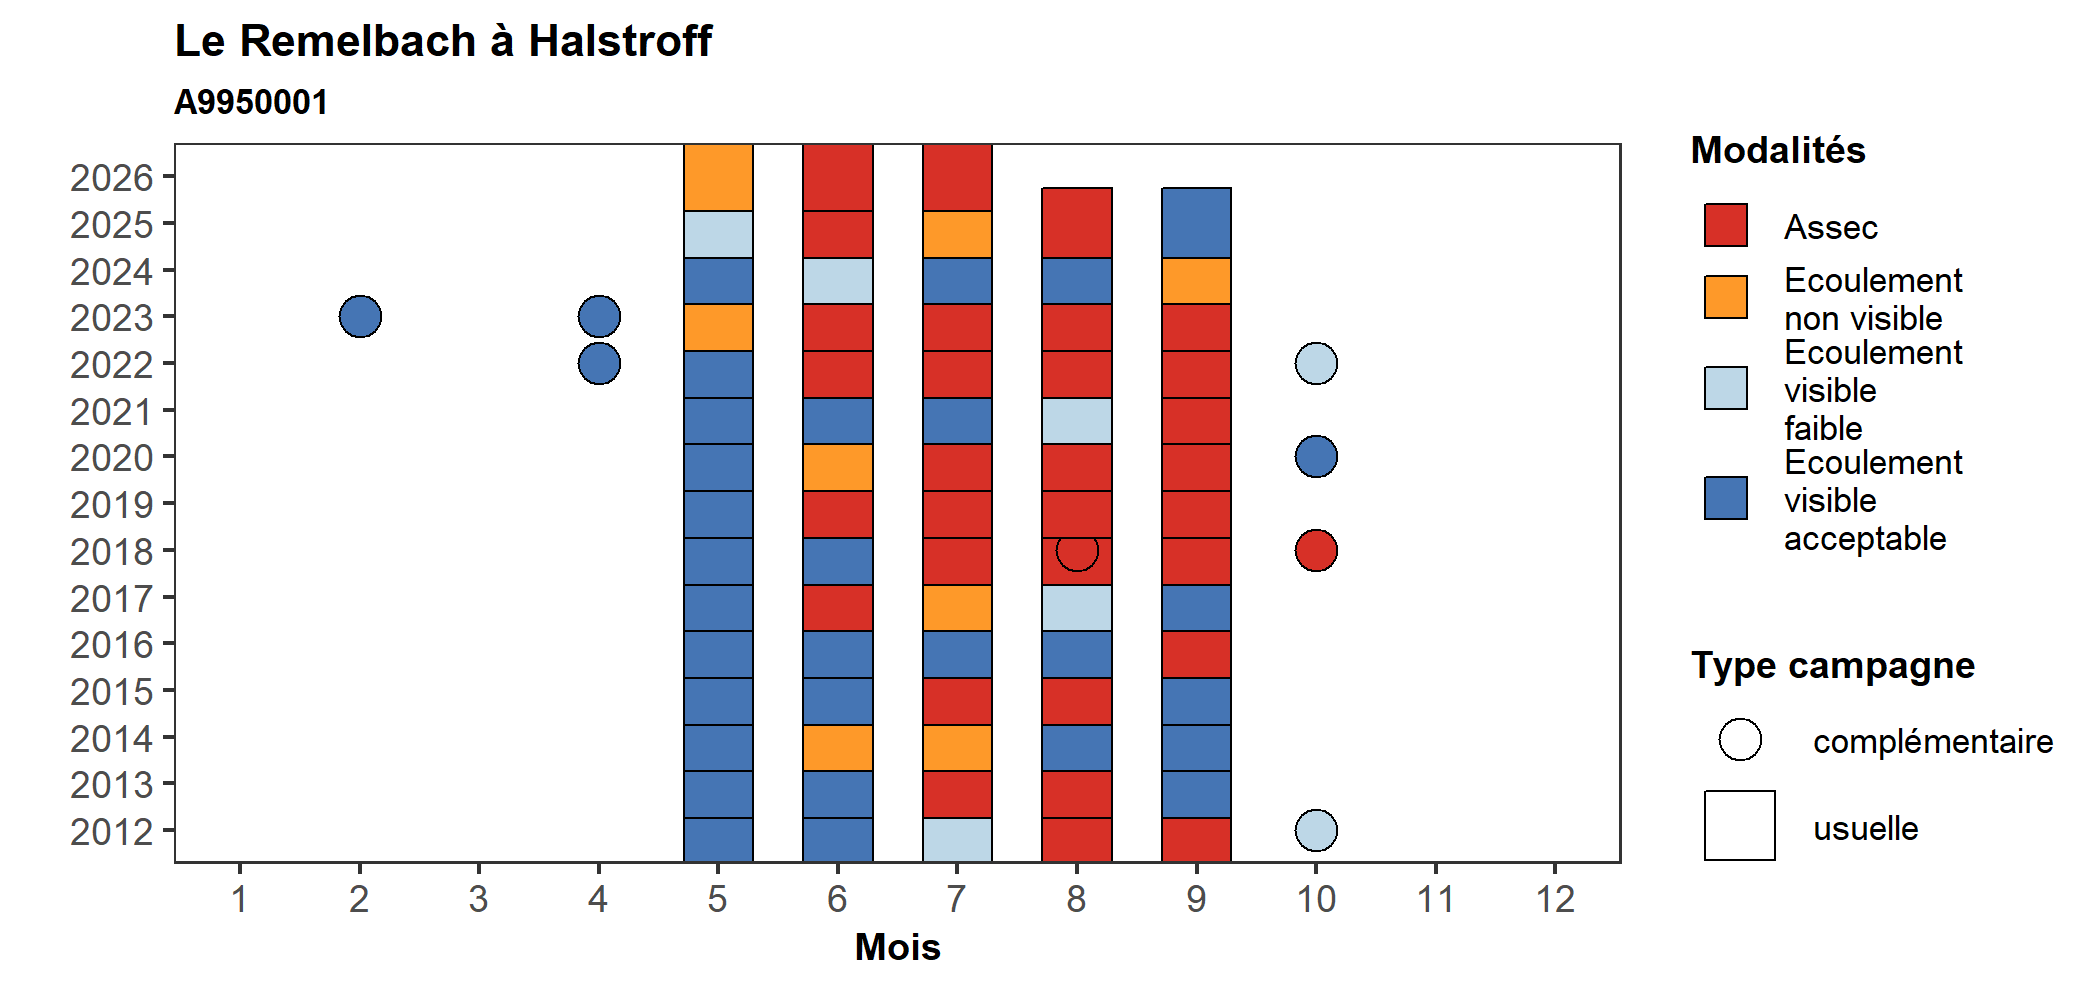 Le Remelbach à Halstroff
A9950001
2026
2025
2024
2023
2022
2021
2020
2019
2018
2017
2016
2015
2014
2013
2012
1 2 3 4 5 6 7 8 9 10 11 12
Mois
Modalités
Assec
Ecoulement
non visible
Ecoulement
visible
faible
Ecoulement
visible
acceptable
Type campagne
complémentaire
usuelle